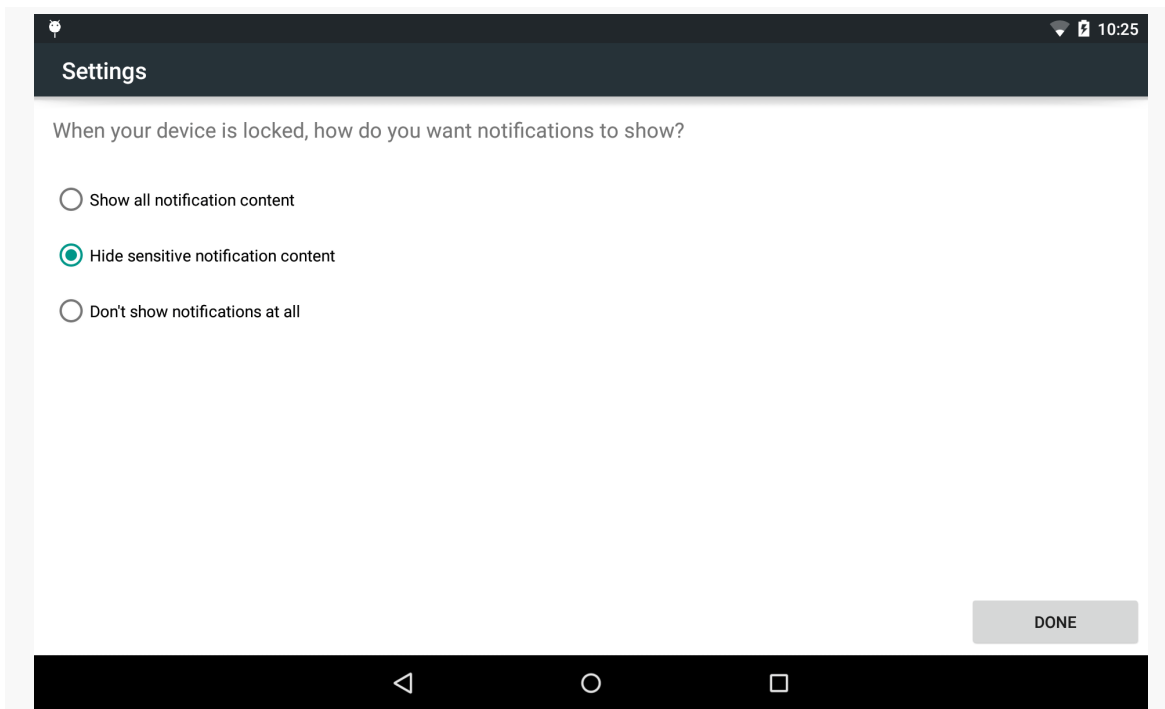 10:25
Settings
When your device is locked, how do you want notifications to show?
Show all notification content
Hide sensitive notification content
Don't show notifications at all
DONE